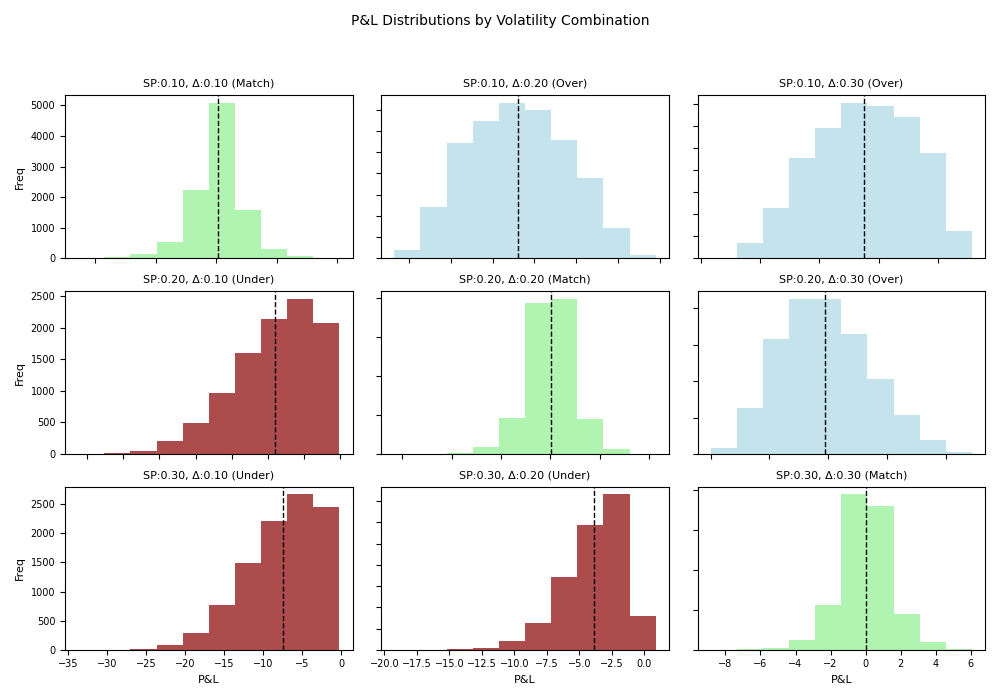 P&L Distributions by Volatility Combination
SP:0.10, Δ:0.10 (Match)
SP:0.10, Δ:0.20 (Over)
SP:0.10, Δ:0.30 (Over)
Freq
5000
4000
3000
2000
1000
0
SP:0.20, Δ:0.10 (Under)
SP:0.20, Δ:0.20 (Match)
SP:0.20, Δ:0.30 (Over)
Freq
2500
2000
1500
1000
500
0
SP:0.30, Δ:0.10 (Under)
SP:0.30, Δ:0.20 (Under)
SP:0.30, Δ:0.30 (Match)
Freq
2500
2000
1500
1000
500
0
−35 −30 −25 −20 −15 −10 −5 0
−20.0 −17.5 −15.0 −12.5 −10.0 −7.5 −5.0 −2.5 0.0
−8 −6 −4 −2 0 2 4 6
P&L
P&L
P&L